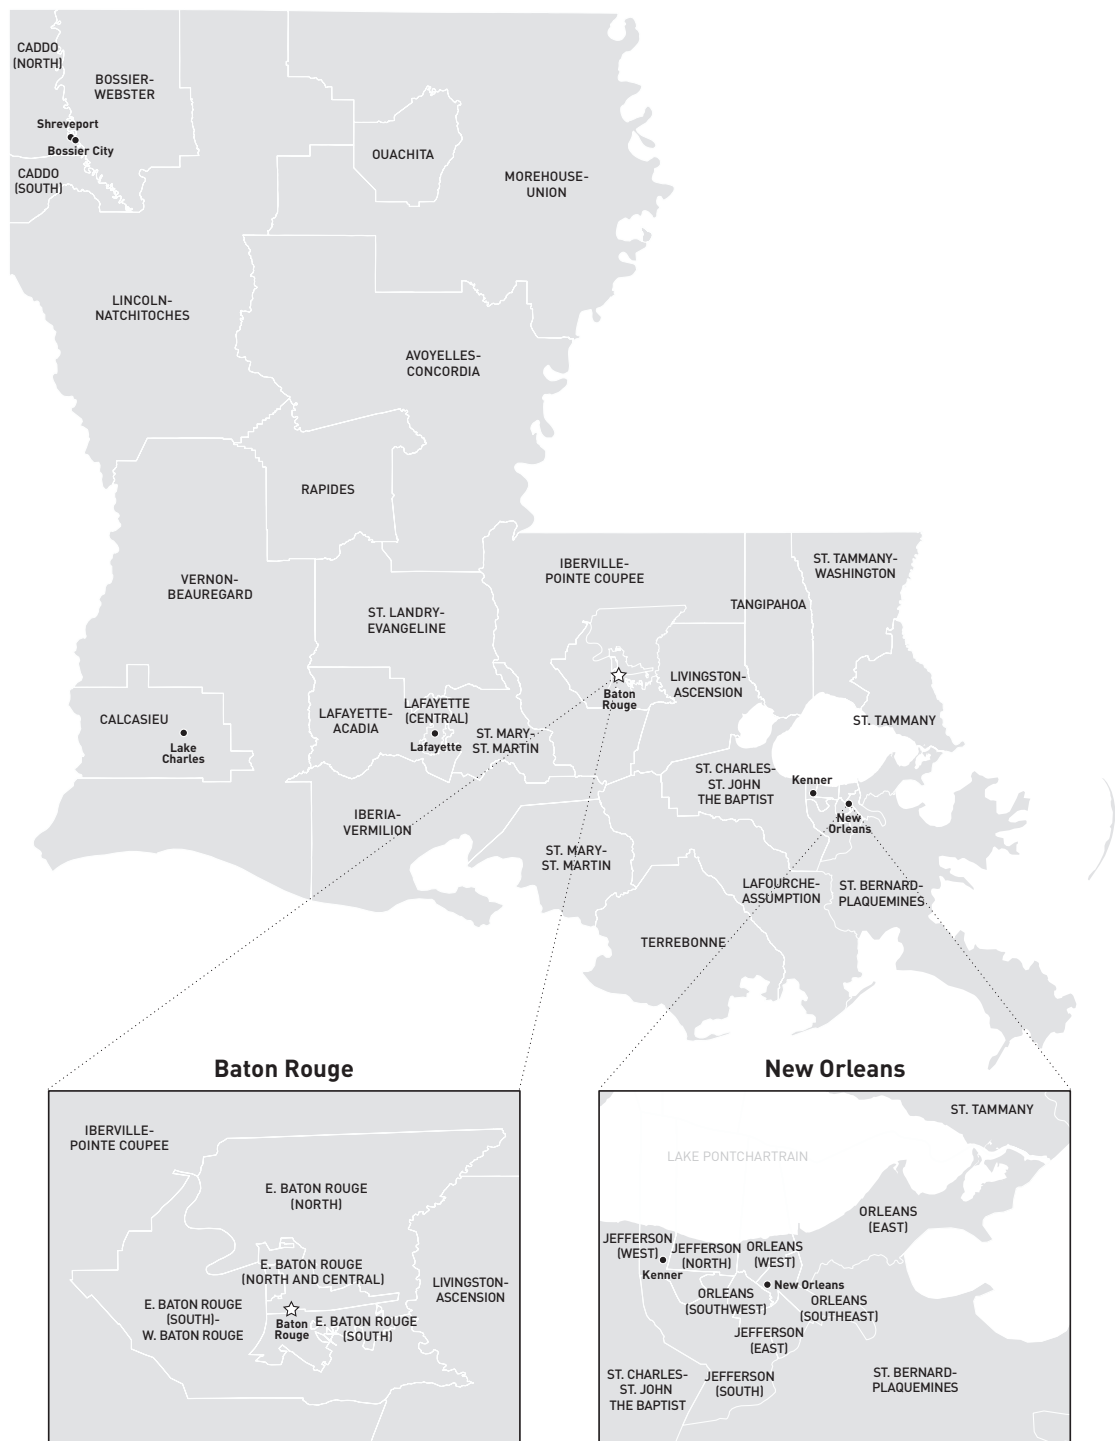 CADDO
(NORTH)
BOSSIER-
WEBSTER
Shreveport
Bossier City
CADDO
(SOUTH)
OUACHITA
MOREHOUSE-
UNION
LINCOLN-
NATCHITOCHES
AVOYELLES-
CONCORDIA
RAPIDES
VERNON-
BEAUREGARD
ST. LANDRY-
EVANGELINE
IBERVILLE-
POINTE COUPEE
ST. TAMMANY-
WASHINGTON
TANGIPAHOA
Baton
Rouge
LIVINGSTON-
ASCENSION
CALCASIEU
Lake
Charles
LAFAYETTE-
ACADIA
LAFAYETTE
(CENTRAL)
Lafayette
ST. MARY-
ST. MARTIN
ST. TAMMANY
ST. CHARLES-
ST. JOHN
THE BAPTIST
Kenner
New
Orleans
IBERIA-
VERMILION
ST. MARY-
ST. MARTIN
LAFOURCHE-
ASSUMPTION
ST. BERNARD-
PLAQUEMINES
TERREBONNE
Baton Rouge
IBERVILLE-
POINTE COUPEE
E. BATON ROUGE
(NORTH)
E. BATON ROUGE
(NORTH AND CENTRAL)
LIVINGSTON-
ASCENSION
E. BATON ROUGE
(SOUTH)-
W. BATON ROUGE
Baton
Rouge
E. BATON ROUGE
(SOUTH)
New Orleans
ST. TAMMANY
LAKE PONTCHARTRAIN
ORLEANS
(EAST)
JEFFERSON
(WEST)
Kenner
JEFFERSON
(NORTH)
ORLEANS
(WEST)
New Orleans
ORLEANS
(SOUTHWEST)
ORLEANS
(SOUTHEAST)
JEFFERSON
(EAST)
ST. CHARLES-
ST. JOHN
THE BAPTIST
JEFFERSON
(SOUTH)
ST. BERNARD-
PLAQUEMINES